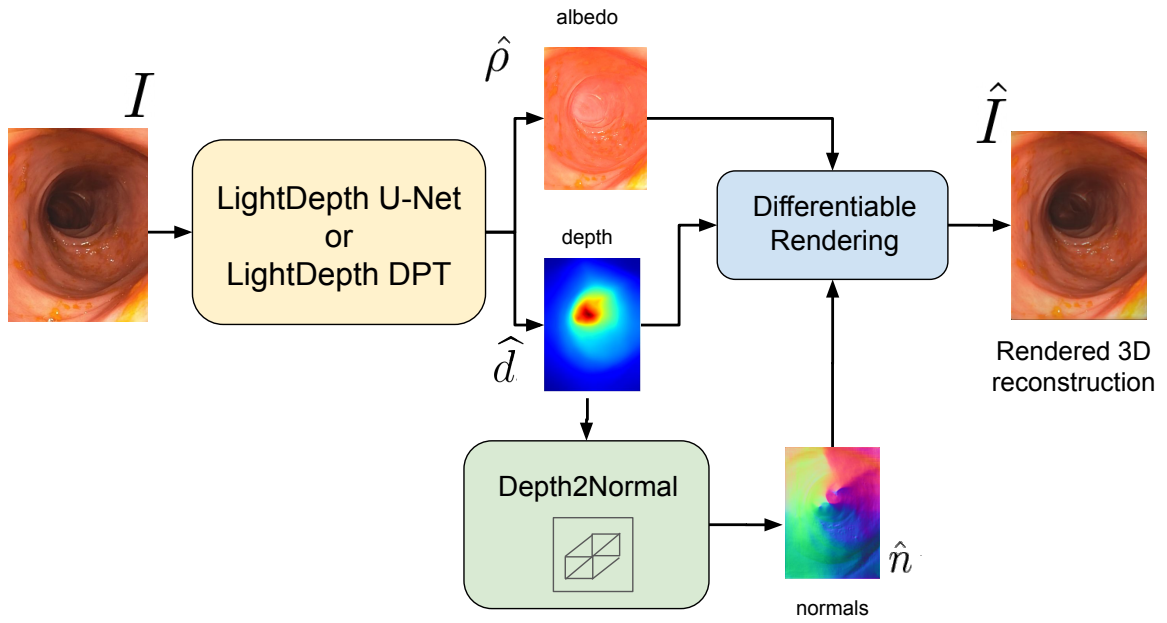 I
LightDepth U-Net
or
LightDepth DPT
albedo
ρ̂
depth
d̂
Depth2Normal
normals
n̂
Differentiable
Rendering
Î
Rendered 3D
reconstruction